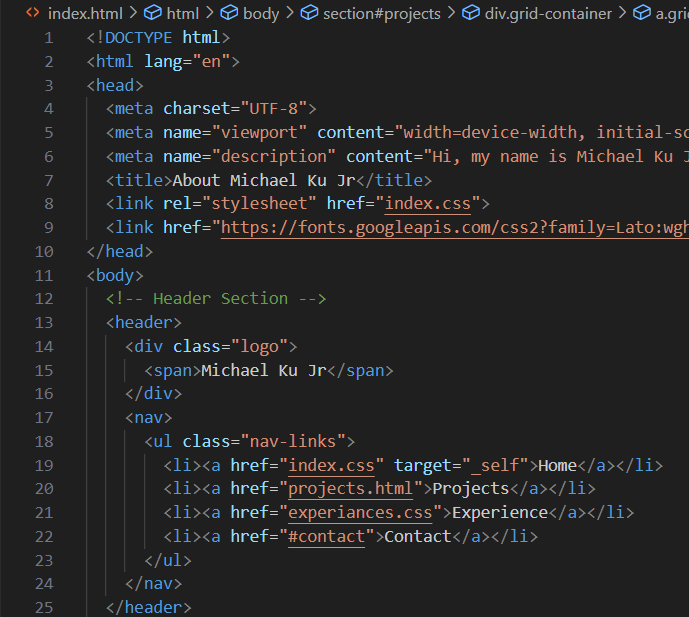 <> index.html > html > body > section#projects > div.grid-container > a.gri
1 <!DOCTYPE html>
2 <html lang="en">
3 <head>
4 <meta charset="UTF-8">
5 <meta name="viewport" content="width=device-width, initial-sc
6 <meta name="description" content="Hi, my name is Michael Ku J
7 <title>About Michael Ku Jr</title>
8 <link rel="stylesheet" href="index.css">
9 <link href="https://fonts.googleapis.com/css2?family=Lato:wgh
10 </head>
11 <body>
12 <!-- Header Section -->
13 <header>
14 <div class="logo">
15 <span>Michael Ku Jr</span>
16 </div>
17 <nav>
18 <ul class="nav-links">
19 <li><a href="index.css" target="_self">Home</a></li>
20 <li><a href="projects.html">Projects</a></li>
21 <li><a href="experiances.css">Experience</a></li>
22 <li><a href="#contact">Contact</a></li>
23 </ul>
24 </nav>
25 </header>